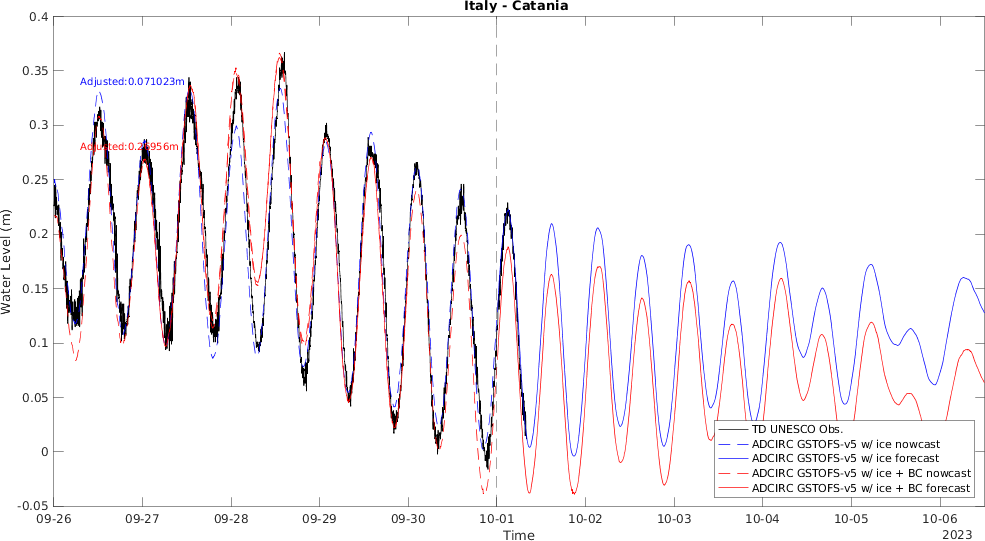 Italy - Catania
0.4
0.35
0.3
0.25
0.2
0.15
0.1
0.05
0
-0.05
Water Level (m)
Adjusted:0.071023m
Adjusted:0.26956m
TD UNESCO Obs.
ADCIRC GSTOFS-v5 w/ ice nowcast
ADCIRC GSTOFS-v5 w/ ice forecast
ADCIRC GSTOFS-v5 w/ ice + BC nowcast
ADCIRC GSTOFS-v5 w/ ice + BC forecast
09-26 09-27 09-28 09-29 09-30 10-01 10-02 10-03 10-04 10-05 10-06
Time
2023